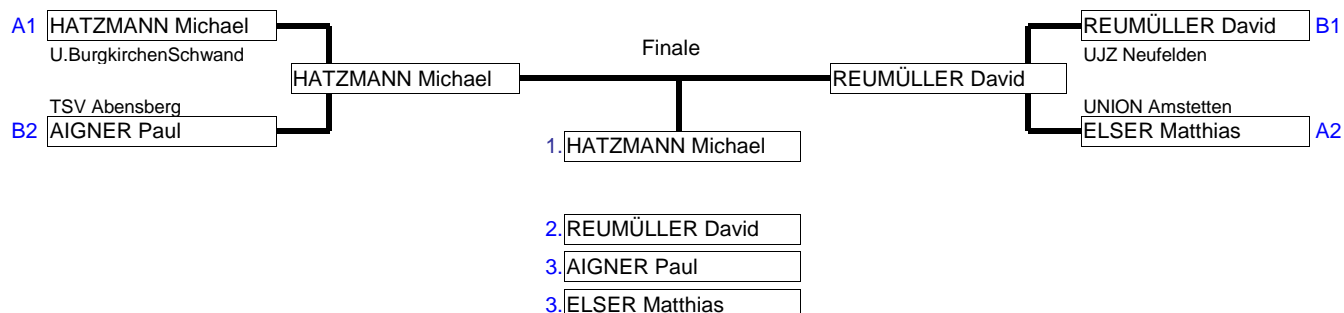 A1 HATZMANN Michael
U.BurgkirchenSchwand
HATZMANN Michael
TSV Abensberg
B2 AIGNER Paul
Finale
REUMÜLLER David B1
UJZ Neufelden
REUMÜLLER David
UNION Amstetten
ELSER Matthias A2
1. HATZMANN Michael
2. REUMÜLLER David
3. AIGNER Paul
3. ELSER Matthias